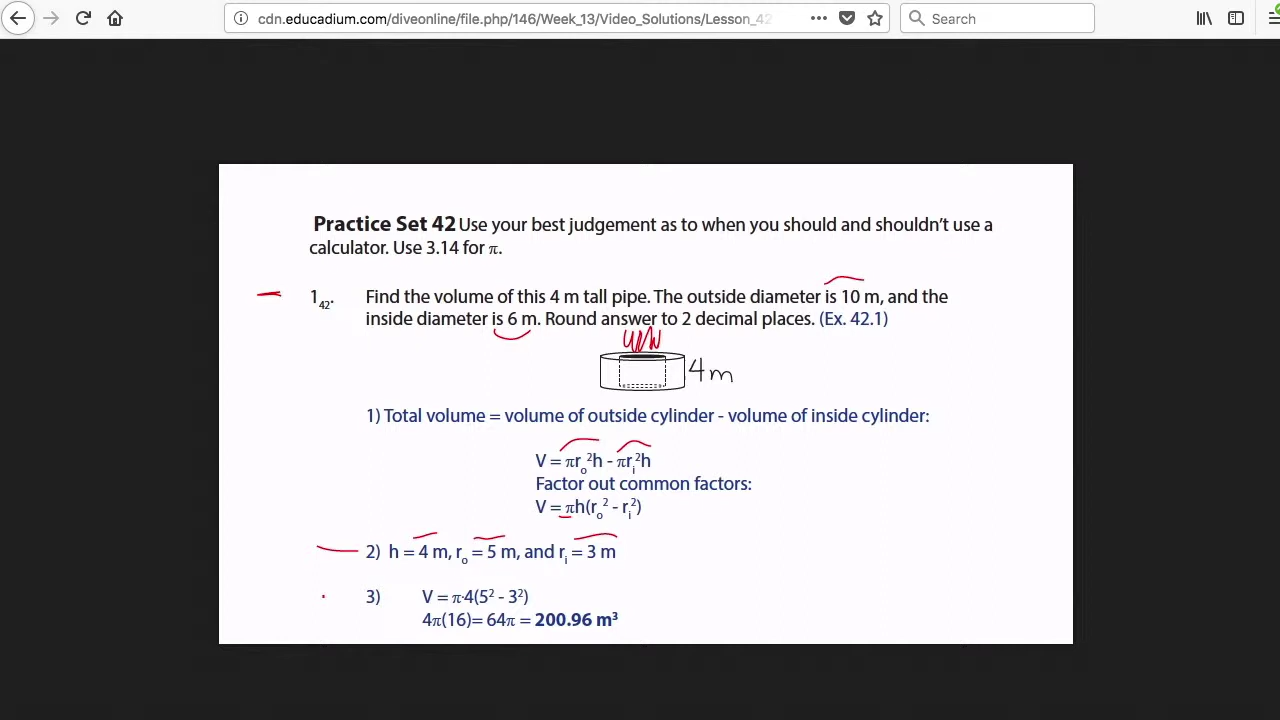 cdn.educadium.com/diveonline/file.php/146/Week_13/Video_Solutions/Lesson_42
Search
Practice Set 42 Use your best judgement as to when you should and shouldn't use a
calculator. Use 3.14 for π.
1₄₂. Find the volume of this 4 m tall pipe. The outside diameter is 10 m, and the
inside diameter is 6 m. Round answer to 2 decimal places. (Ex. 42.1)
4m
1) Total volume = volume of outside cylinder - volume of inside cylinder:
V = πrₒ²h - πrᵢ²h
Factor out common factors:
V = πh(rₒ² - rᵢ²)
2) h = 4 m, rₒ = 5 m, and rᵢ = 3 m
3) V = π·4(5² - 3²)
4π(16)= 64π = 200.96 m³